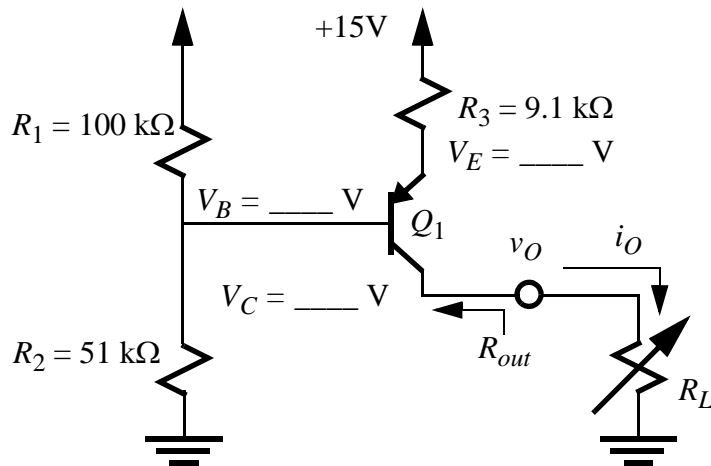 +15V
R1 = 100 kΩ
R3 = 9.1 kΩ
VE = ____ V
VB = ____ V
Q1
vO
iO
VC = ____ V
R2 = 51 kΩ
Rout
RL